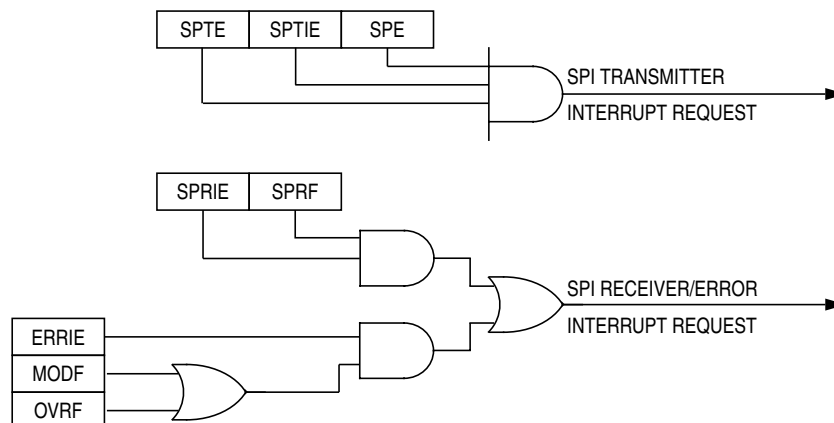 SPTE SPTIE SPE
SPI TRANSMITTER
INTERRUPT REQUEST
SPRIE SPRF
SPI RECEIVER/ERROR
INTERRUPT REQUEST
ERRIE
MODF
OVRF